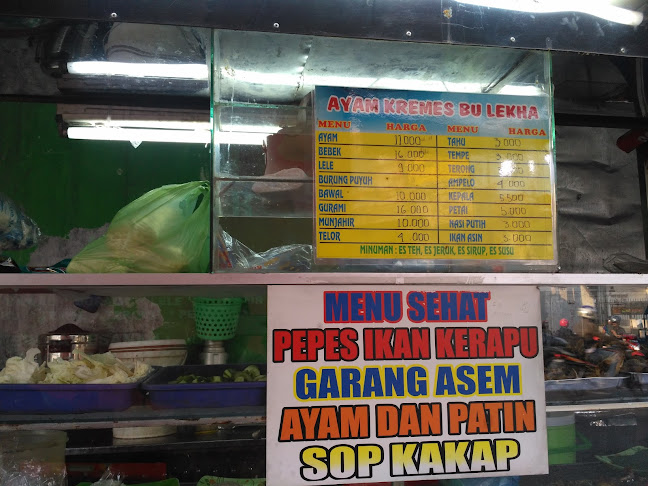 AYAM KREMES BU LEKHA
MENU HARGA MENU HARGA
AYAM 11.000 TAHU 3.000
BEBEK 16.000 TEMPE 3.000
LELE 9.000 TERONG
BURUNG PUYUH AMPELO 4.000
BAWAL 10.000 KEPALA 5.500
GURAMI 16.000 PETAI 5.000
MUNJAHIR 10.000 NASI PUTIH 3.000
TELOR 4.000 IKAN ASIN 3.000
MINUMAN : ES TEH, ES JERUK, ES SIRUP, ES SUSU
MENU SEHAT
PEPES IKAN KERAPU
GARANG ASEM
AYAM DAN PATIN
SOP KAKAP